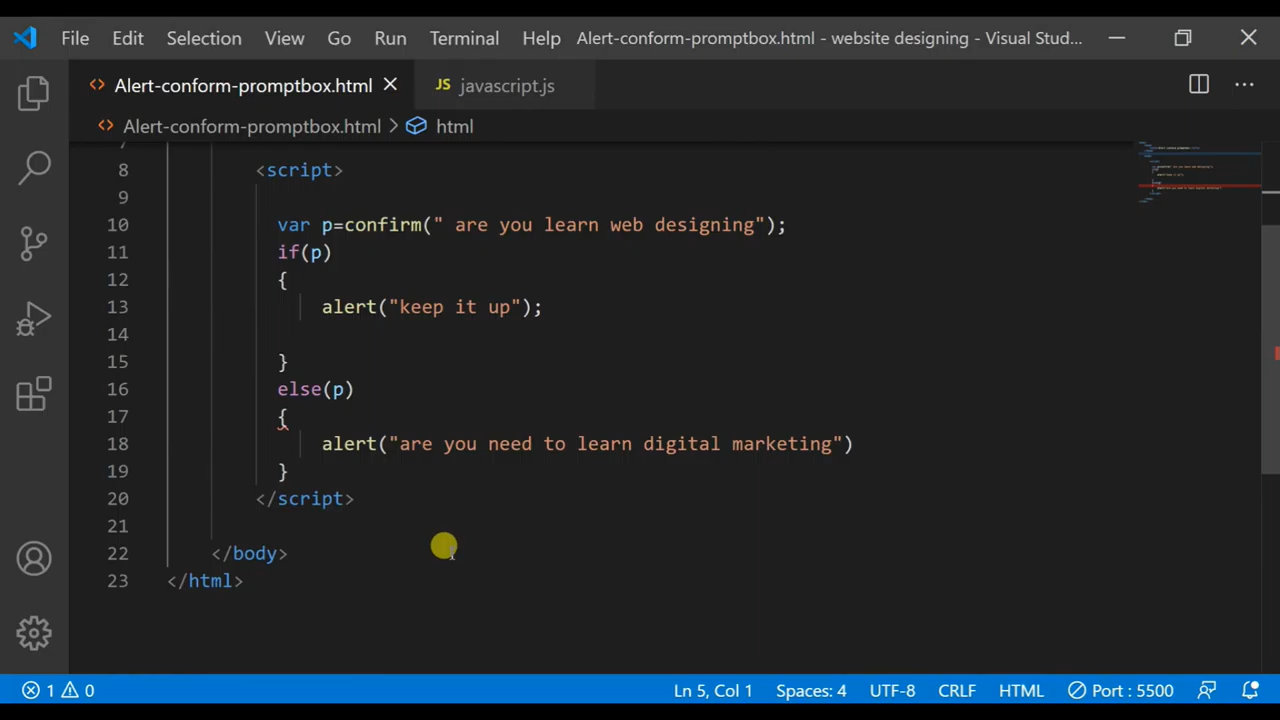 File Edit Selection View Go Run Terminal Help Alert-conform-promptbox.html - website designing - Visual Stud...
Alert-conform-promptbox.html JS javascript.js
Alert-conform-promptbox.html > html
8 <script>
9
10 var p=confirm(" are you learn web designing");
11 if(p)
12 {
13 alert("keep it up");
14
15 }
16 else(p)
17 {
18 alert("are you need to learn digital marketing")
19 }
20 </script>
21
22 </body>
23 </html>
1 0 Ln 5, Col 1 Spaces: 4 UTF-8 CRLF HTML Port : 5500